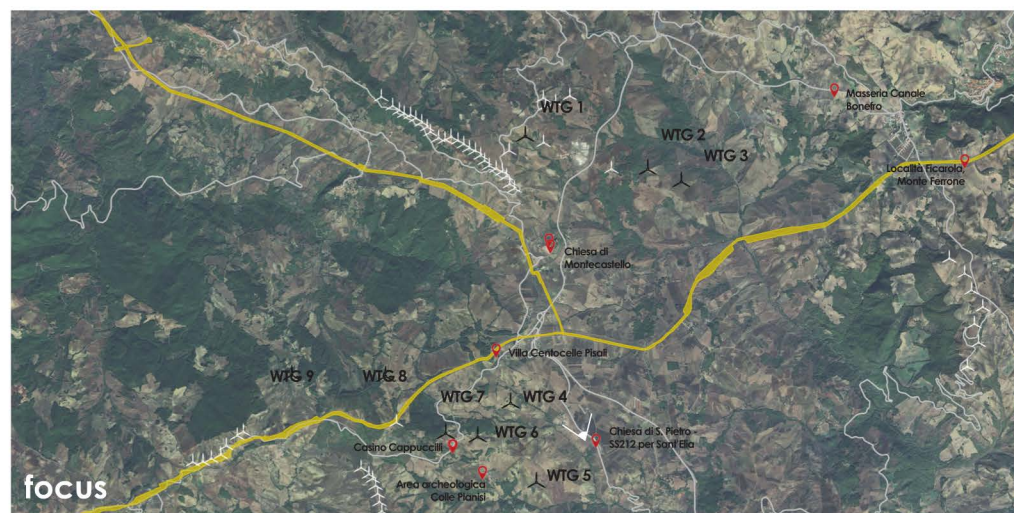 Masseria Canale
Bonefro
WTG 1
WTG 2
WTG 3
Località Ficarola,
Monte Ferrone
Chiesa di
Montecastello
Villa Centocelle Pisali
WTG 9
WTG 8
WTG 7
WTG 4
WTG 6
Chiesa di S. Pietro -
SS212 per Sant'Elia
Casino Cappuccilli
WTG 5
Area archeologica
Calle Pianisi
focus